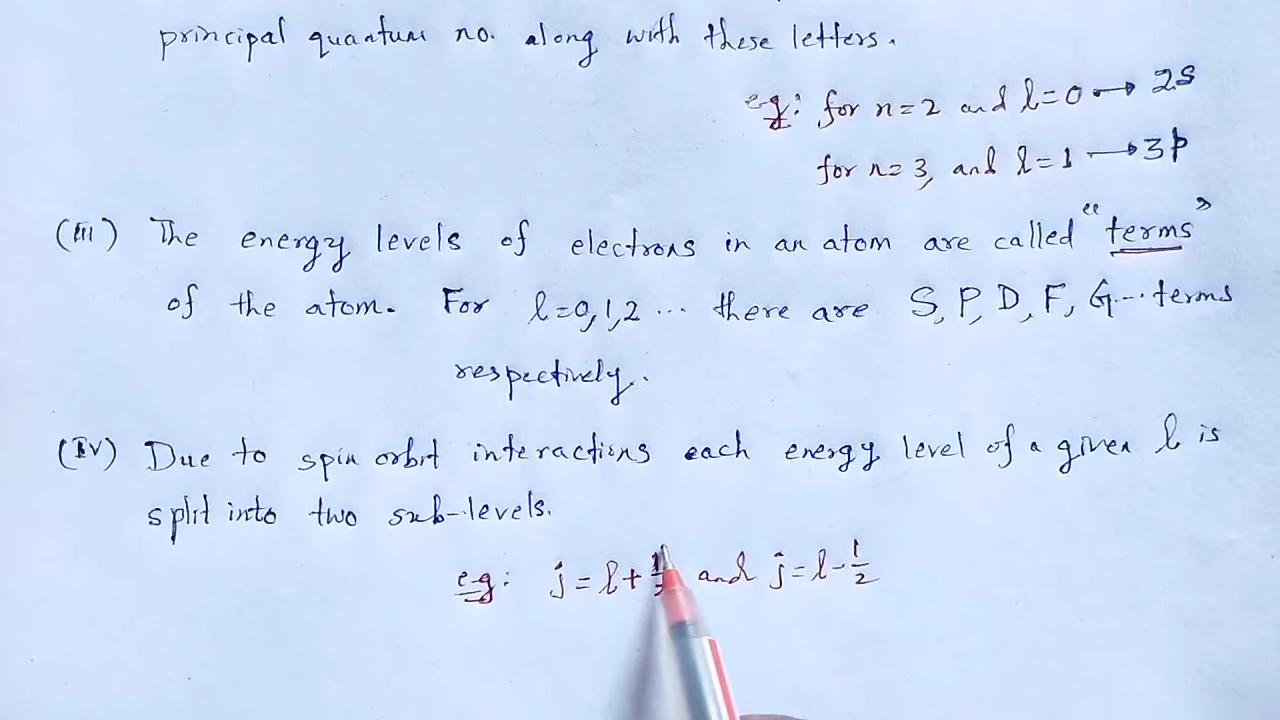 principal quantum no. along with these letters.
e-g: for n=2 and l=0 → 2s
for n=3, and l=1 → 3p
(III) The energy levels of electrons in an atom are called "terms"
of the atom. For l=0,1,2 ... there are S, P, D, F, G... terms
respectively.
(IV) Due to spin orbit interactions each energy level of a given l is
split into two sub-levels.
e-g: j = l + 1/2 and j = l - 1/2